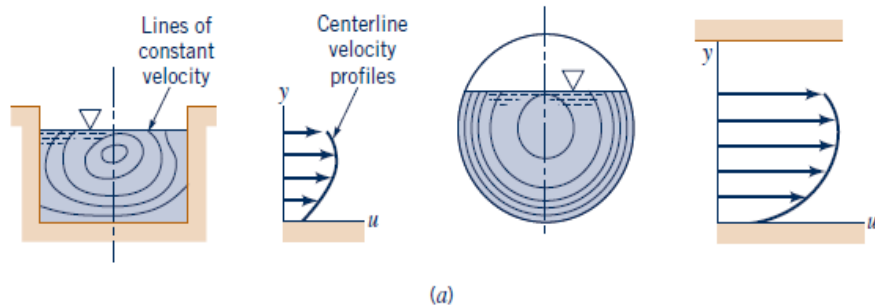 Lines of
constant
velocity
Centerline
velocity
profiles
y
u
y
u
(a)